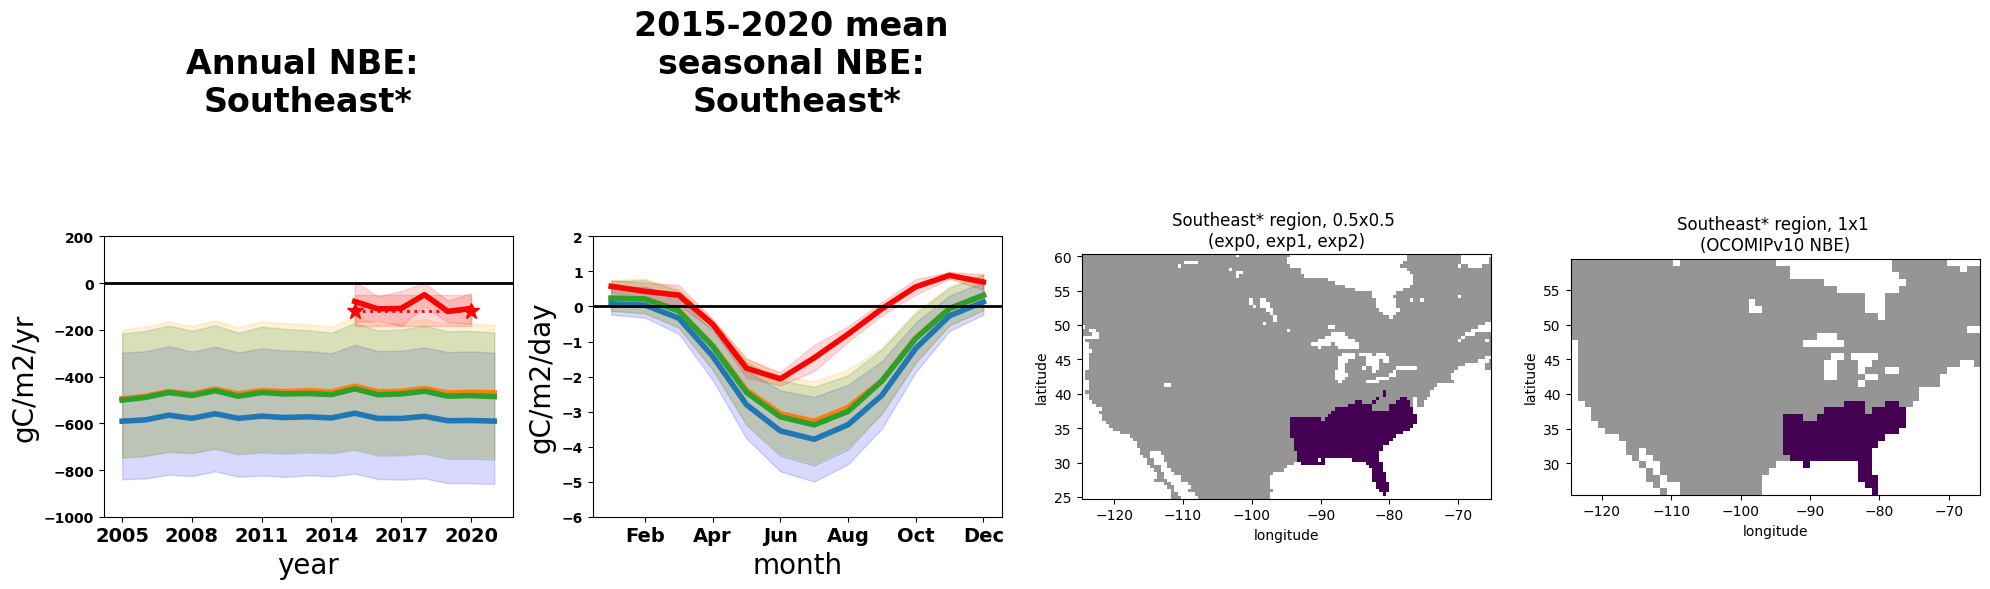 Annual NBE:
Southeast*
200
0
−200
−400
−600
−800
−1000
gC/m2/yr
2005 2008 2011 2014 2017 2020
year
2015-2020 mean
seasonal NBE:
Southeast*
2
1
0
−1
−2
−3
−4
−5
−6
gC/m2/day
Feb Apr Jun Aug Oct Dec
month
Southeast* region, 0.5x0.5
(exp0, exp1, exp2)
60
55
50
45
40
35
30
25
latitude
−120 −110 −100 −90 −80 −70
longitude
Southeast* region, 1x1
(OCOMIPv10 NBE)
55
50
45
40
35
30
latitude
−120 −110 −100 −90 −80 −70
longitude